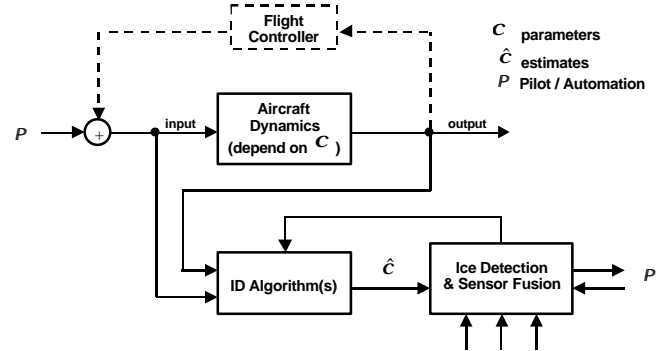 Flight
Controller
C parameters
Ĉ estimates
P Pilot / Automation
P
+
input
Aircraft
Dynamics
(depend on C )
output
ID Algorithm(s)
Ĉ
Ice Detection
& Sensor Fusion
P